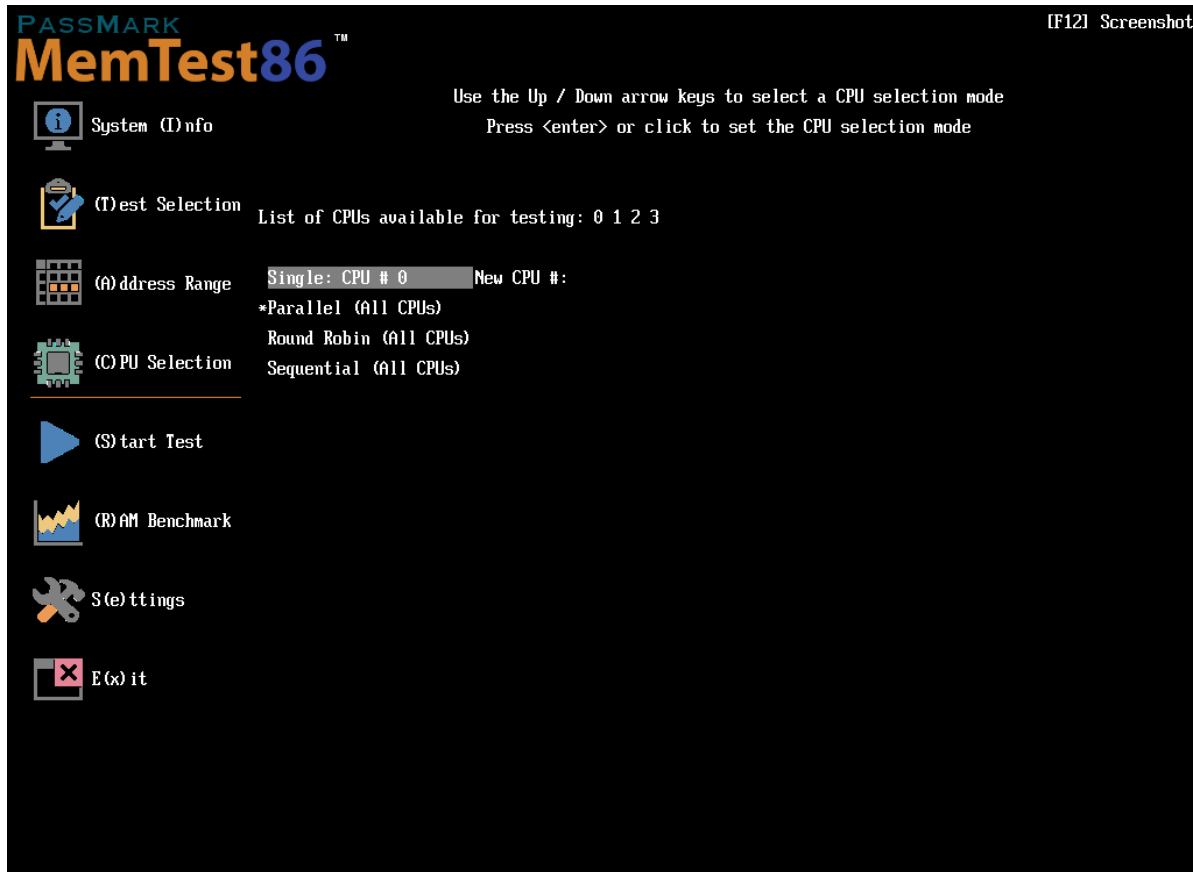 PASSMARK
MemTest86™
[F12] Screenshot
Use the Up / Down arrow keys to select a CPU selection mode
Press <enter> or click to set the CPU selection mode
System (I)nfo
(T)est Selection
(A)ddress Range
(C)PU Selection
(S)tart Test
(R)AM Benchmark
S(e)ttings
E(x)it
List of CPUs available for testing: 0 1 2 3
Single: CPU # 0 New CPU #:
*Parallel (All CPUs)
Round Robin (All CPUs)
Sequential (All CPUs)